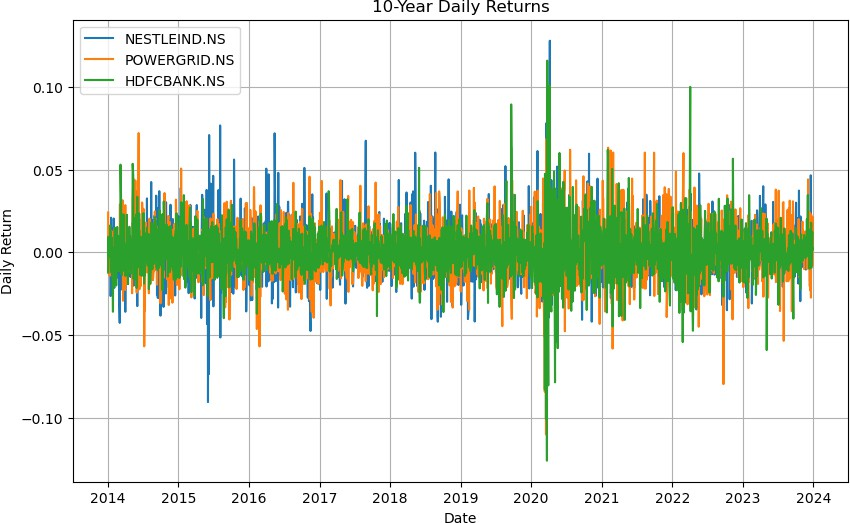 10-Year Daily Returns
NESTLEIND.NS
POWERGRID.NS
HDFCBANK.NS
Daily Return
0.10
0.05
0.00
−0.05
−0.10
2014 2015 2016 2017 2018 2019 2020 2021 2022 2023 2024
Date